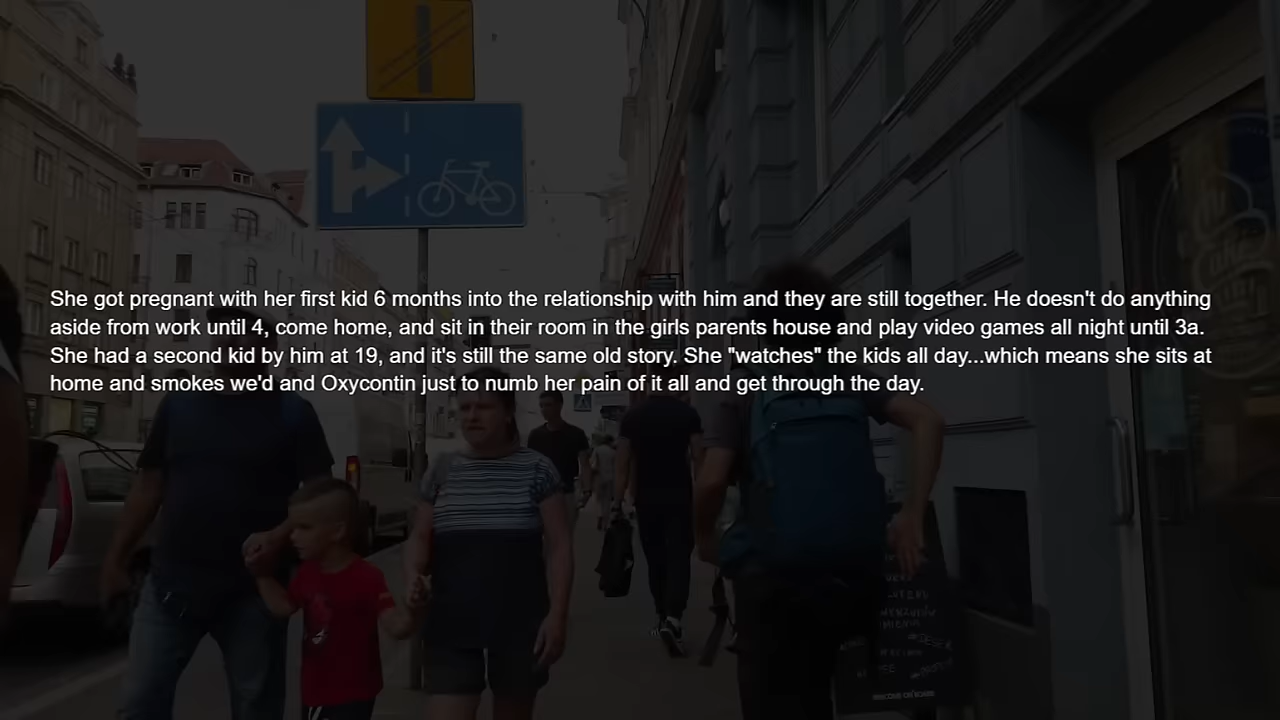 She got pregnant with her first kid 6 months into the relationship with him and they are still together. He doesn't do anything
aside from work until 4, come home, and sit in their room in the girls parents house and play video games all night until 3a.
She had a second kid by him at 19, and it's still the same old story. She "watches" the kids all day...which means she sits at
home and smokes we'd and Oxycontin just to numb her pain of it all and get through the day.